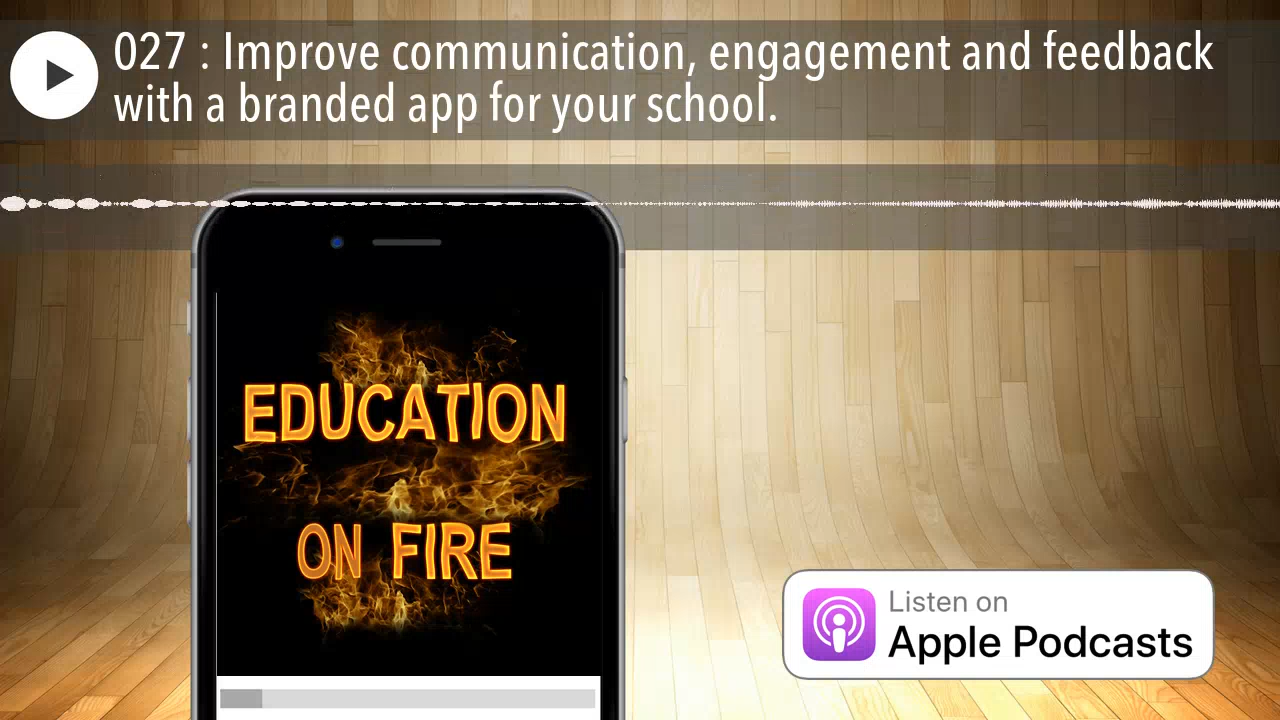 027 : Improve communication, engagement and feedback
with a branded app for your school.
EDUCATION
ON FIRE
Listen on
Apple Podcasts